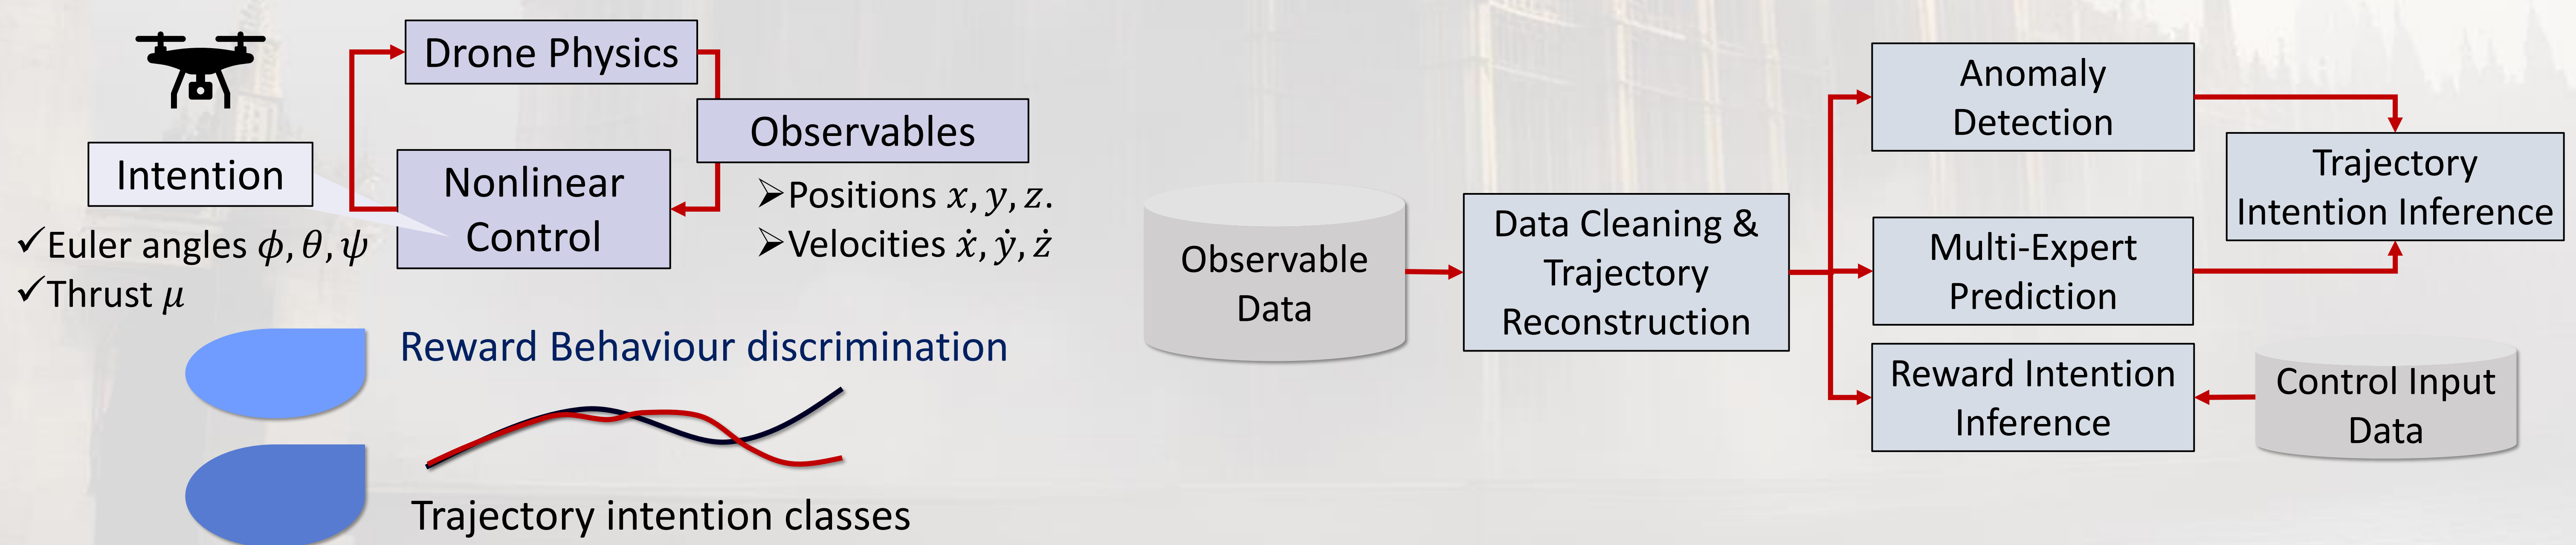 Drone Physics
Observables
Intention
Nonlinear
Control
➢Positions x, y, z.
➢Velocities ẋ, ẏ, ż
✓Euler angles ϕ, θ, ψ
✓Thrust μ
Reward Behaviour discrimination
Trajectory intention classes
Observable
Data
Data Cleaning &
Trajectory
Reconstruction
Anomaly
Detection
Multi-Expert
Prediction
Reward Intention
Inference
Trajectory
Intention Inference
Control Input
Data